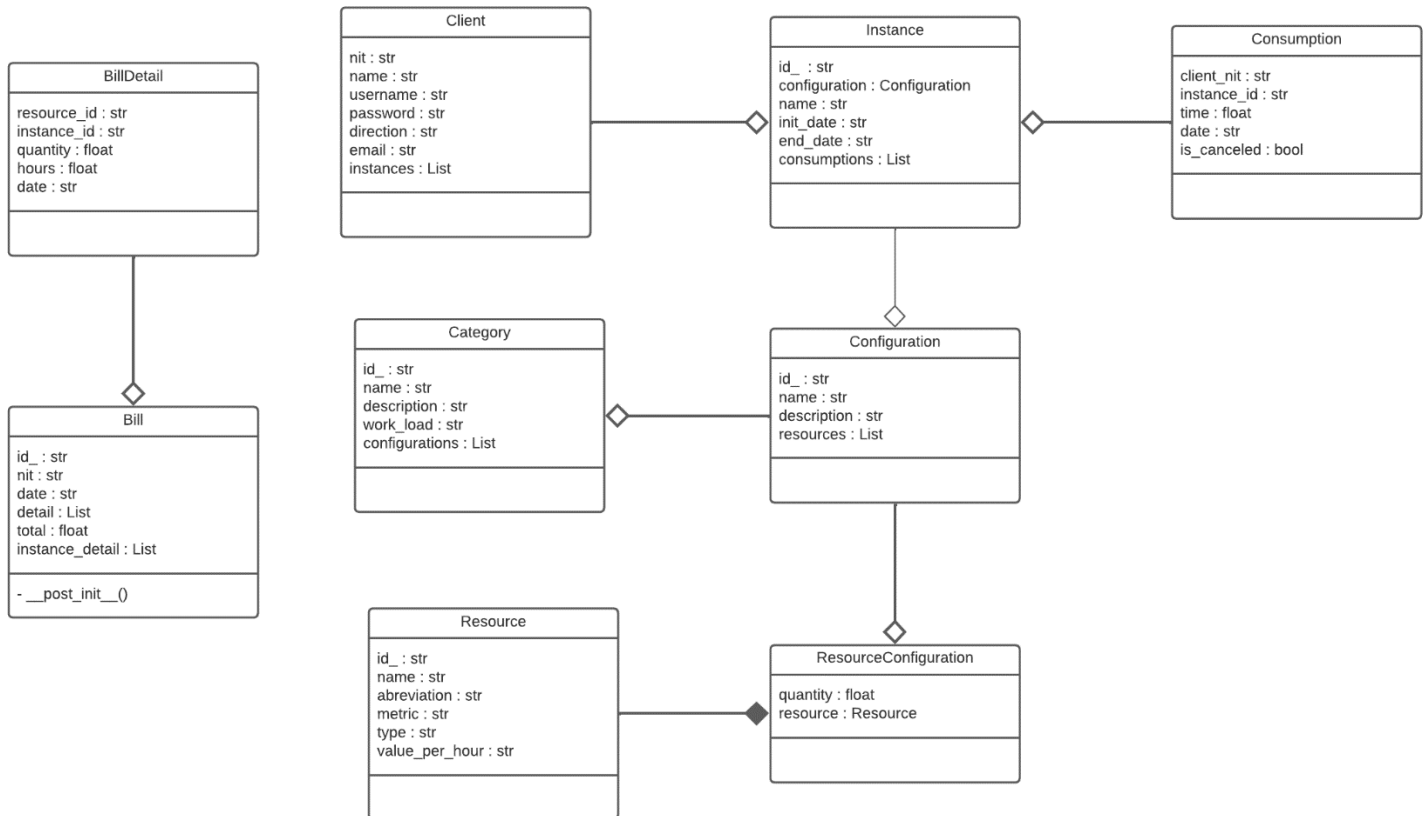 BillDetail
resource_id : str
instance_id : str
quantity : float
hours : float
date : str
Bill
id_ : str
nit : str
date : str
detail : List
total : float
instance_detail : List
- __post_init__()
Client
nit : str
name : str
username : str
password : str
direction : str
email : str
instances : List
Instance
id_ : str
configuration : Configuration
name : str
init_date : str
end_date : str
consumptions : List
Consumption
client_nit : str
instance_id : str
time : float
date : str
is_canceled : bool
Category
id_ : str
name : str
description : str
work_load : str
configurations : List
Configuration
id_ : str
name : str
description : str
resources : List
Resource
id_ : str
name : str
abreviation : str
metric : str
type : str
value_per_hour : str
ResourceConfiguration
quantity : float
resource : Resource